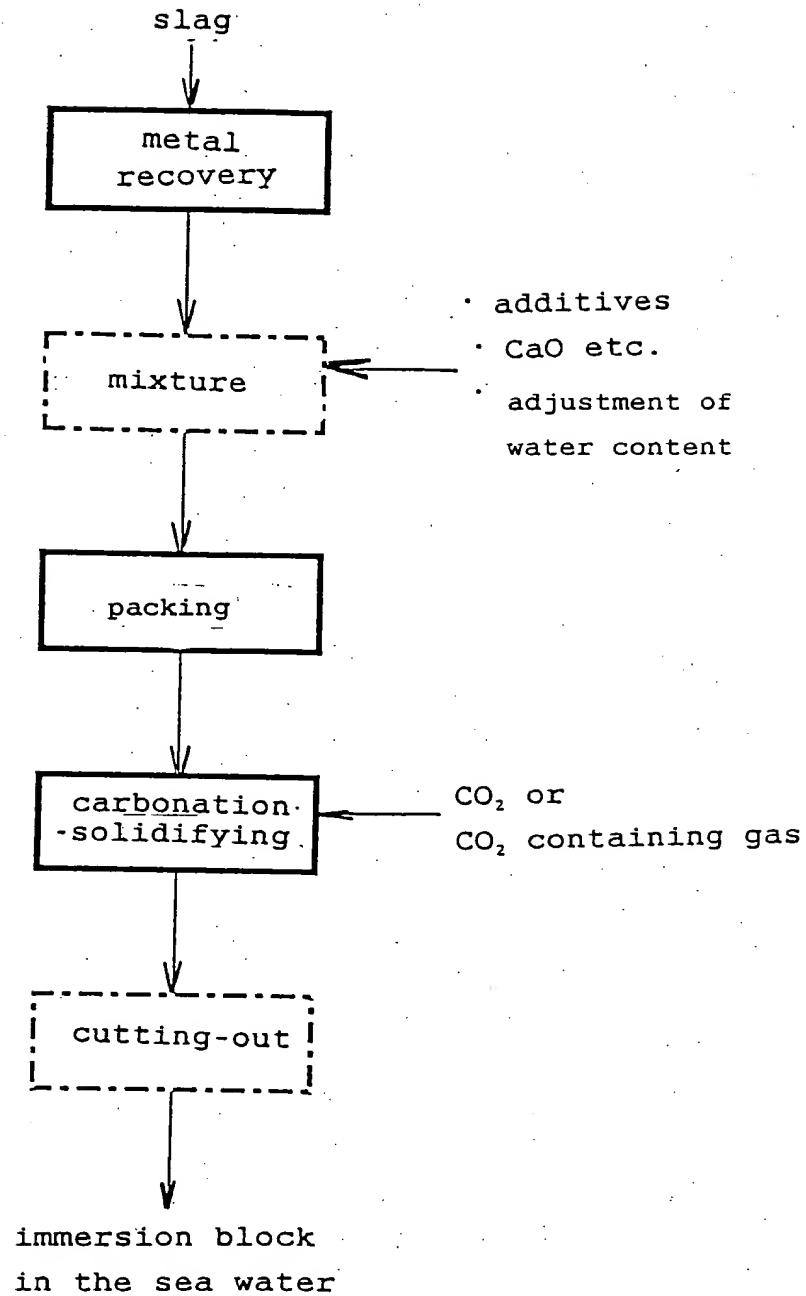 slag
metal
recovery
· additives
· CaO etc.
mixture
· adjustment of
water content
packing
carbonation
-solidifying
CO₂ or
CO₂ containing gas
cutting-out
immersion block
in the sea water